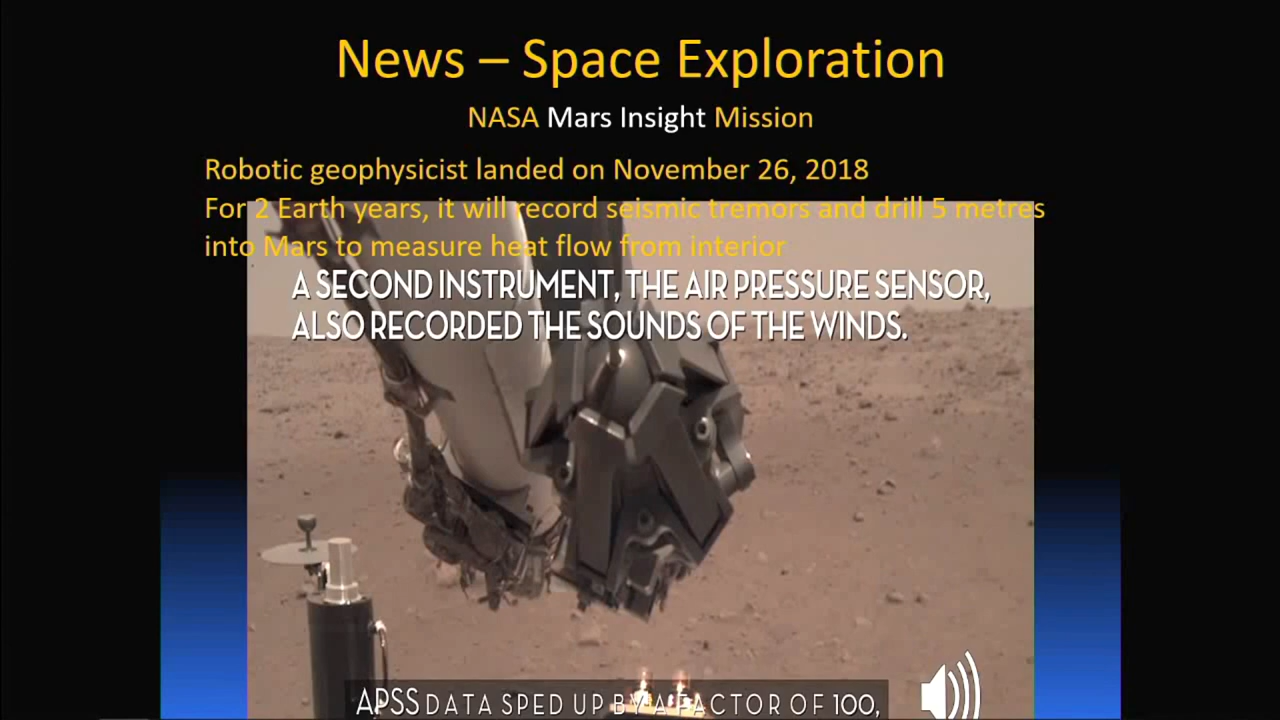 News – Space Exploration
NASA Mars Insight Mission
Robotic geophysicist landed on November 26, 2018
For 2 Earth years, it will record seismic tremors and drill 5 metres
into Mars to measure heat flow from interior
A SECOND INSTRUMENT, THE AIR PRESSURE SENSOR,
ALSO RECORDED THE SOUNDS OF THE WINDS.
APSS DATA SPED UP BY A FACTOR OF 100,